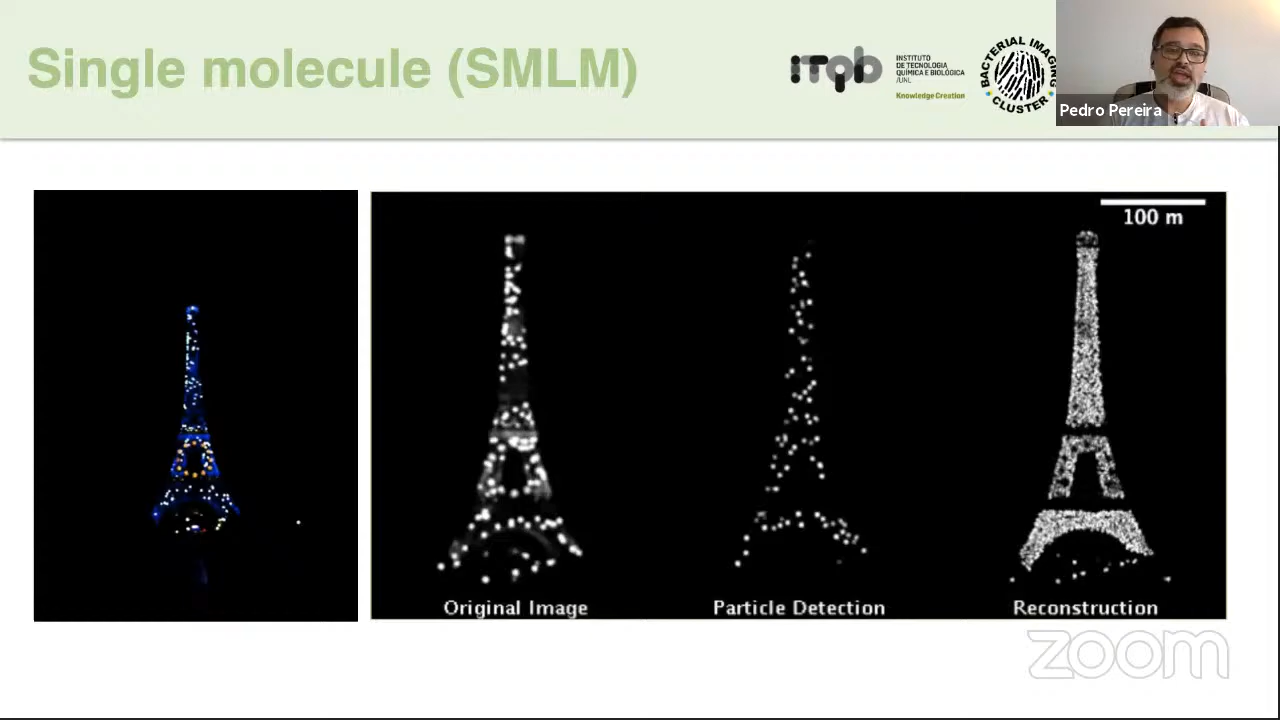 Single molecule (SMLM)
itqb
INSTITUTO
DE TECNOLOGIA
QUÍMICA E BIOLÓGICA
/UNL
Knowledge Creation
BACTERIAL IMAGING
CLUSTER
Pedro Pereira
100 m
Original Image
Particle Detection
Reconstruction
zoom